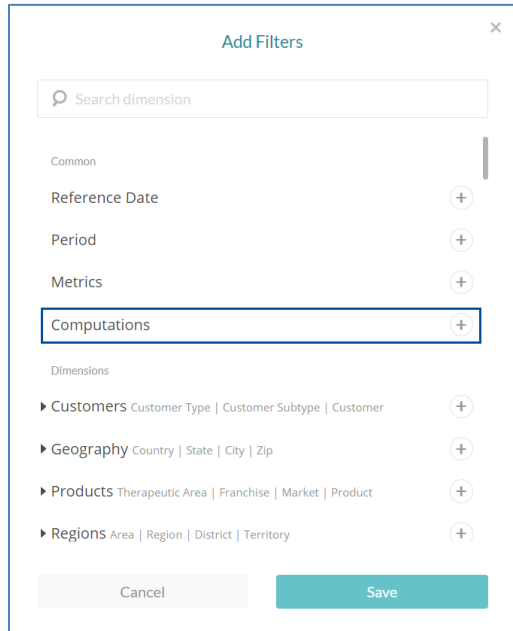 Add Filters
Search dimension
Common
Reference Date
Period
Metrics
Computations
Dimensions
Customers Customer Type | Customer Subtype | Customer
Geography Country | State | City | Zip
Products Therapeutic Area | Franchise | Market | Product
Regions Area | Region | District | Territory
Cancel Save